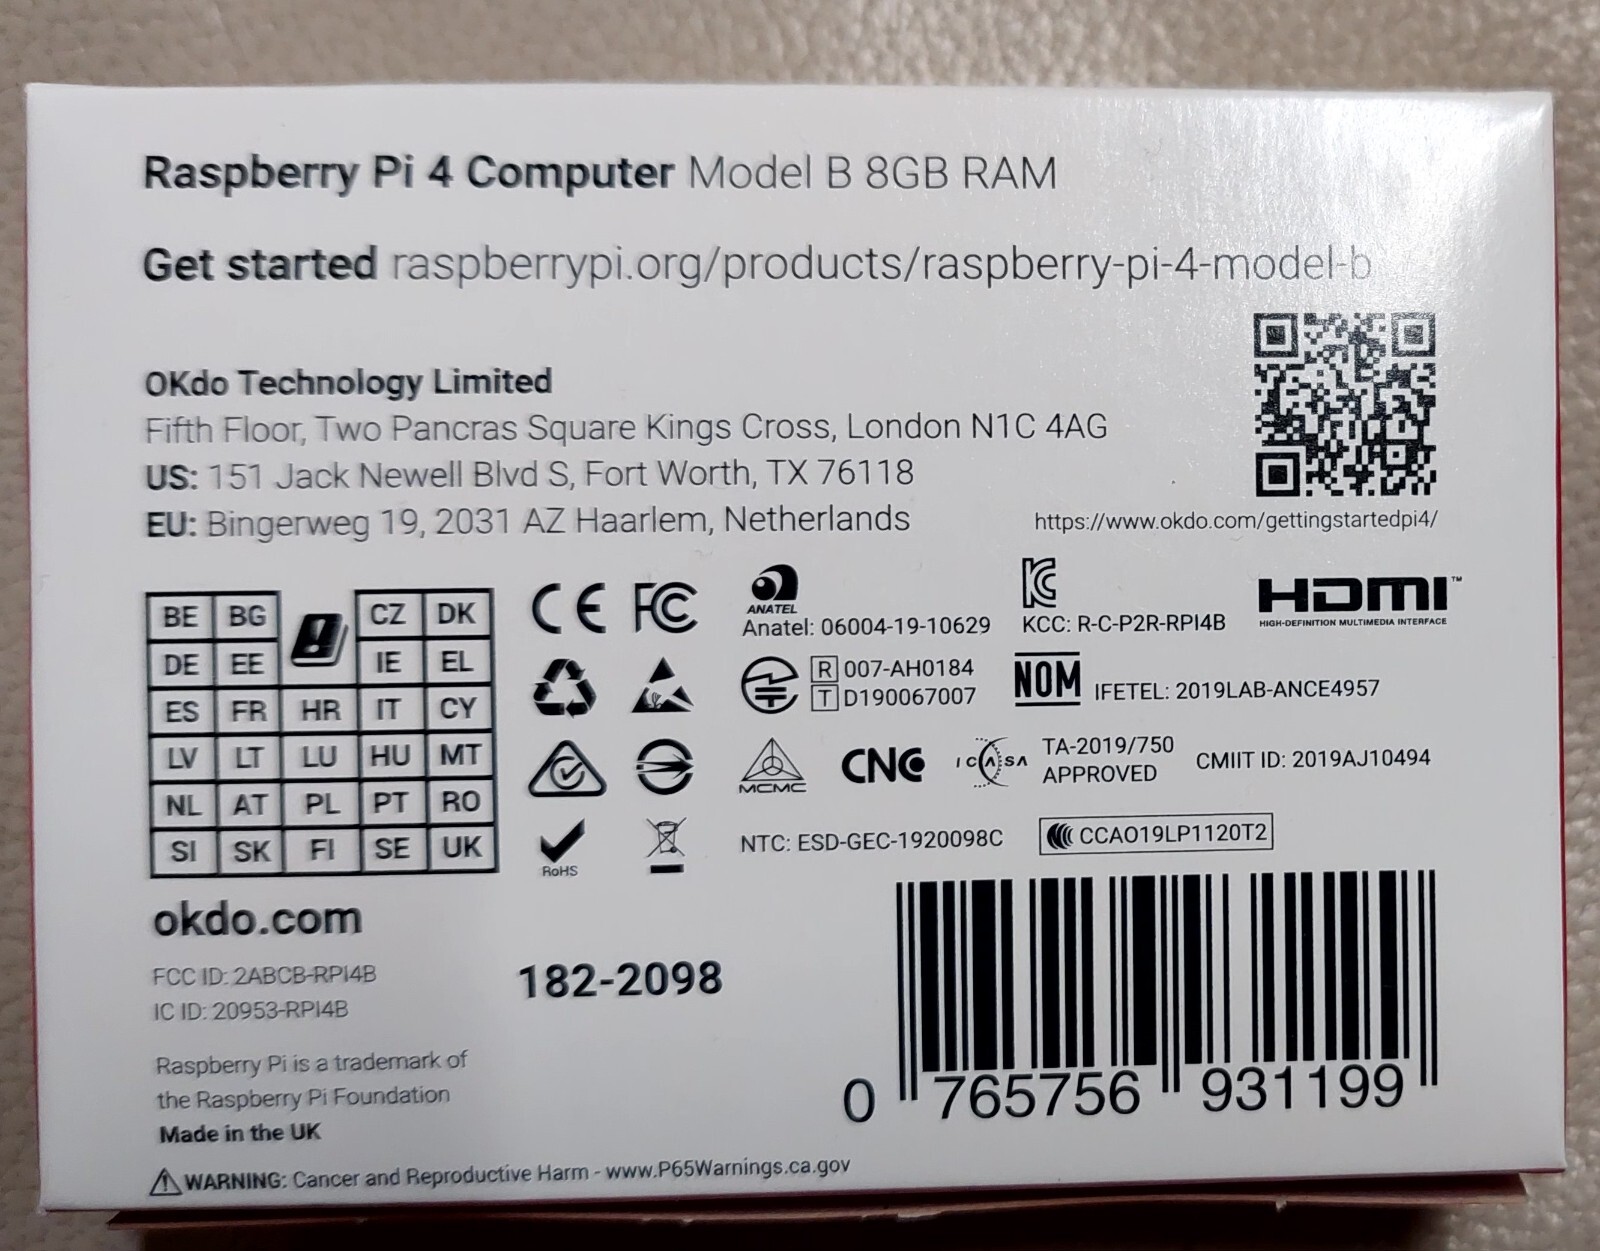 Raspberry Pi 4 Computer Model B 8GB RAM
Get started raspberrypi.org/products/raspberry-pi-4-model-b
OKdo Technology Limited
Fifth Floor, Two Pancras Square Kings Cross, London N1C 4AG
US: 151 Jack Newell Blvd S, Fort Worth, TX 76118
EU: Bingerweg 19, 2031 AZ Haarlem, Netherlands
https://www.okdo.com/gettingstartedpi4/
BE BG CZ DK
DE EE IE EL
ES FR HR IT CY
LV LT LU HU MT
NL AT PL PT RO
SI SK FI SE UK
CE FC
ANATEL
Anatel: 06004-19-10629
KCC: R-C-P2R-RPI4B
HDMI™
HIGH-DEFINITION MULTIMEDIA INTERFACE
R 007-AH0184
T D190067007
NOM IFETEL: 2019LAB-ANCE4957
MCMC
CNC
ICASA
TA-2019/750
APPROVED
CMIIT ID: 2019AJ10494
RoHS
NTC: ESD-GEC-1920098C
CCAO19LP1120T2
okdo.com
FCC ID: 2ABCB-RPI4B
IC ID: 20953-RPI4B
182-2098
Raspberry Pi is a trademark of
the Raspberry Pi Foundation
Made in the UK
0 765756 931199
WARNING: Cancer and Reproductive Harm - www.P65Warnings.ca.gov